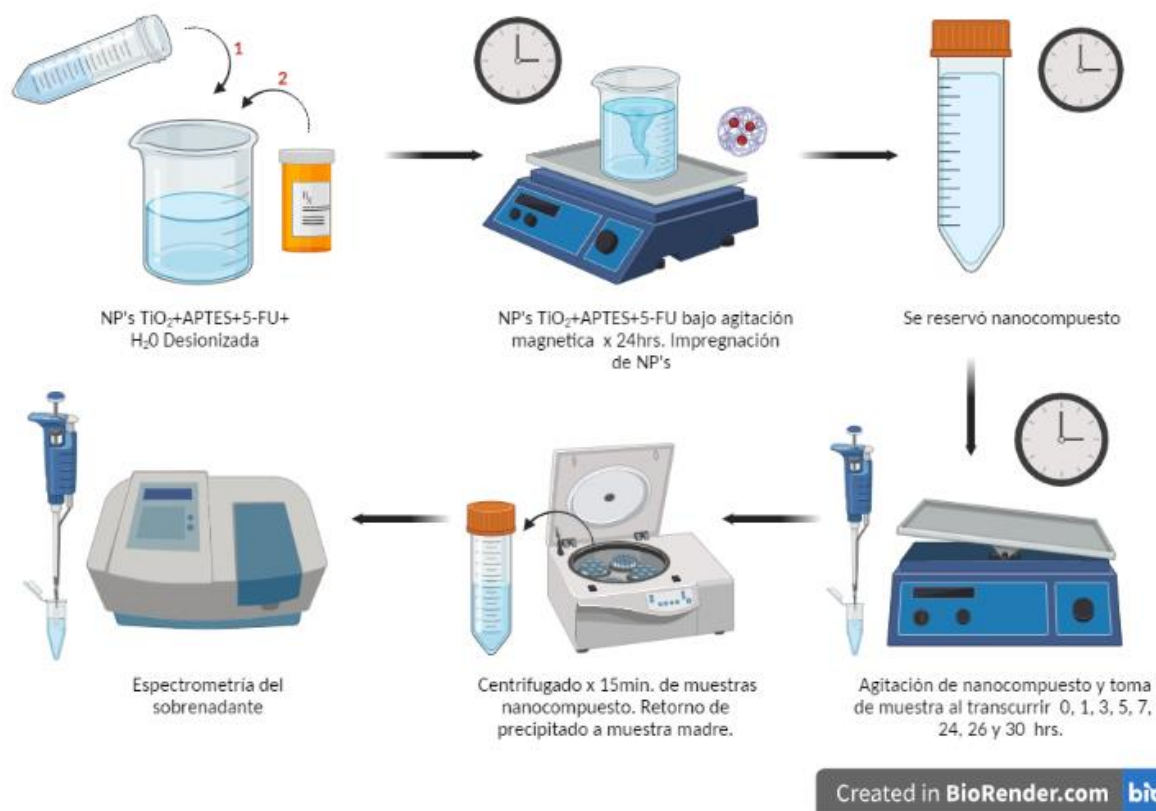 1
2
Rx
NP's TiO₂+APTES+5-FU+
H₂0 Desionizada
NP's TiO₂+APTES+5-FU bajo agitación
magnetica x 24hrs. Impregnación
de NP's
Se reservó nanocompuesto
Espectrometría del
sobrenadante
Centrifugado x 15min. de muestras
nanocompuesto. Retorno de
precipitado a muestra madre.
Agitación de nanocompuesto y toma
de muestra al transcurrir 0, 1, 3, 5, 7,
24, 26 y 30 hrs.
Created in BioRender.com